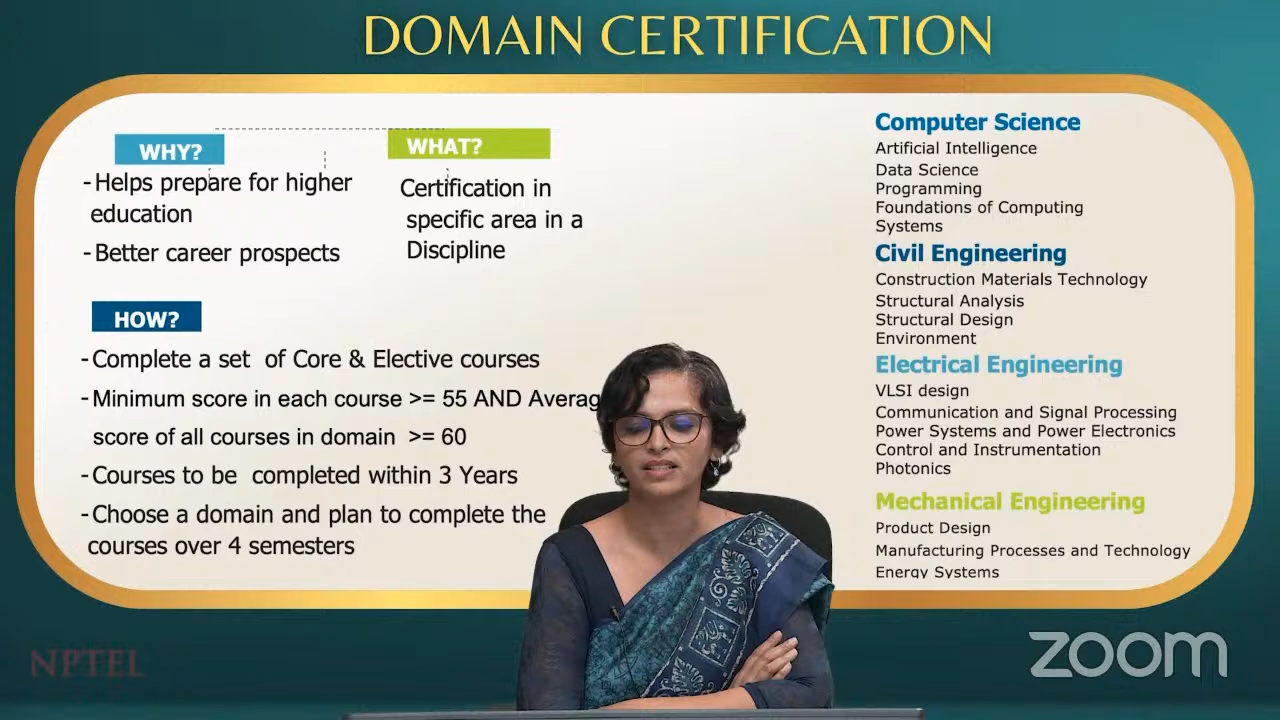 DOMAIN CERTIFICATION
WHY?
-Helps prepare for higher
education
-Better career prospects
WHAT?
Certification in
specific area in a
Discipline
HOW?
-Complete a set of Core & Elective courses
-Minimum score in each course >= 55 AND Averag
score of all courses in domain >= 60
-Courses to be completed within 3 Years
-Choose a domain and plan to complete the
courses over 4 semesters
Computer Science
Artificial Intelligence
Data Science
Programming
Foundations of Computing
Systems
Civil Engineering
Construction Materials Technology
Structural Analysis
Structural Design
Environment
Electrical Engineering
VLSI design
Communication and Signal Processing
Power Systems and Power Electronics
Control and Instrumentation
Photonics
Mechanical Engineering
Product Design
Manufacturing Processes and Technology
Energy Systems
NPTEL
zoom